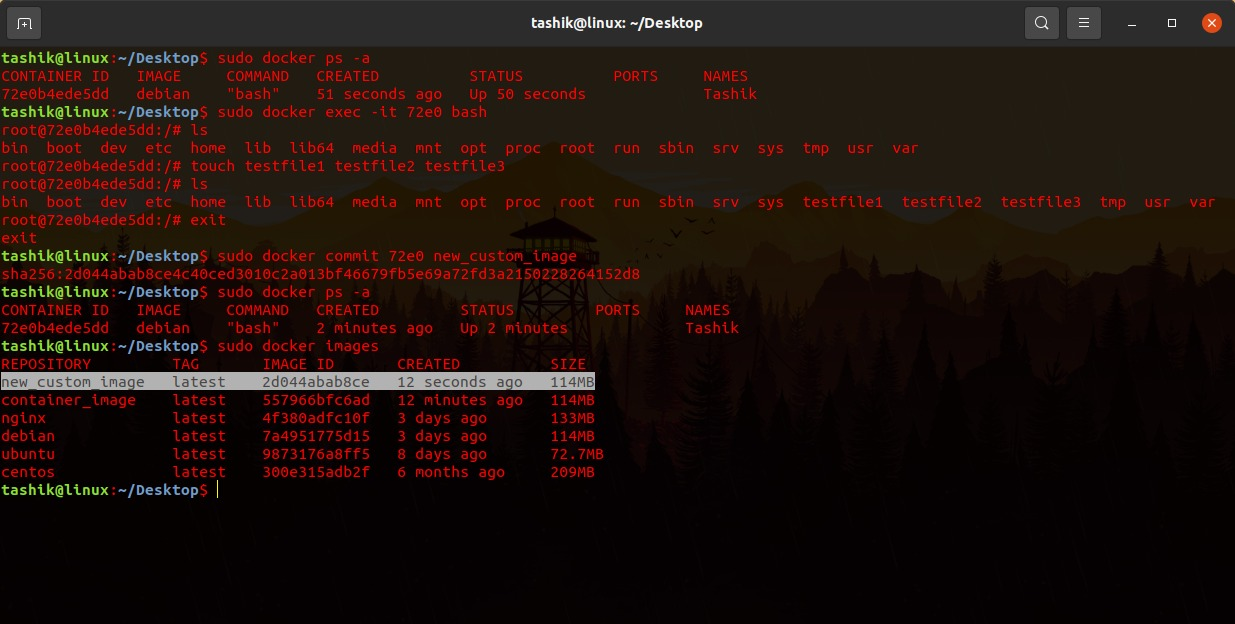 tashik@linux: ~/Desktop
tashik@linux:~/Desktop$ sudo docker ps -a
CONTAINER ID   IMAGE     COMMAND   CREATED          STATUS          PORTS     NAMES
72e0b4ede5dd   debian    "bash"    51 seconds ago   Up 50 seconds             Tashik
tashik@linux:~/Desktop$ sudo docker exec -it 72e0 bash
root@72e0b4ede5dd:/# ls
bin  boot  dev  etc  home  lib  lib64  media  mnt  opt  proc  root  run  sbin  srv  sys  tmp  usr  var
root@72e0b4ede5dd:/# touch testfile1 testfile2 testfile3
root@72e0b4ede5dd:/# ls
bin  boot  dev  etc  home  lib  lib64  media  mnt  opt  proc  root  run  sbin  srv  sys  testfile1  testfile2  testfile3  tmp  usr  var
root@72e0b4ede5dd:/# exit
exit
tashik@linux:~/Desktop$ sudo docker commit 72e0 new_custom_image
sha256:2d044abab8ce4c40ced3010c2a013bf46679fb5e69a72fd3a2150228264152d8
tashik@linux:~/Desktop$ sudo docker ps -a
CONTAINER ID   IMAGE     COMMAND   CREATED         STATUS         PORTS     NAMES
72e0b4ede5dd   debian    "bash"    2 minutes ago   Up 2 minutes             Tashik
tashik@linux:~/Desktop$ sudo docker images
REPOSITORY         TAG       IMAGE ID       CREATED          SIZE
new_custom_image   latest    2d044abab8ce   12 seconds ago   114MB
container_image    latest    557966bfc6ad   12 minutes ago   114MB
nginx              latest    4f380adfc10f   3 days ago       133MB
debian             latest    7a4951775d15   3 days ago       114MB
ubuntu             latest    9873176a8ff5   8 days ago       72.7MB
centos             latest    300e315adb2f   6 months ago     209MB
tashik@linux:~/Desktop$